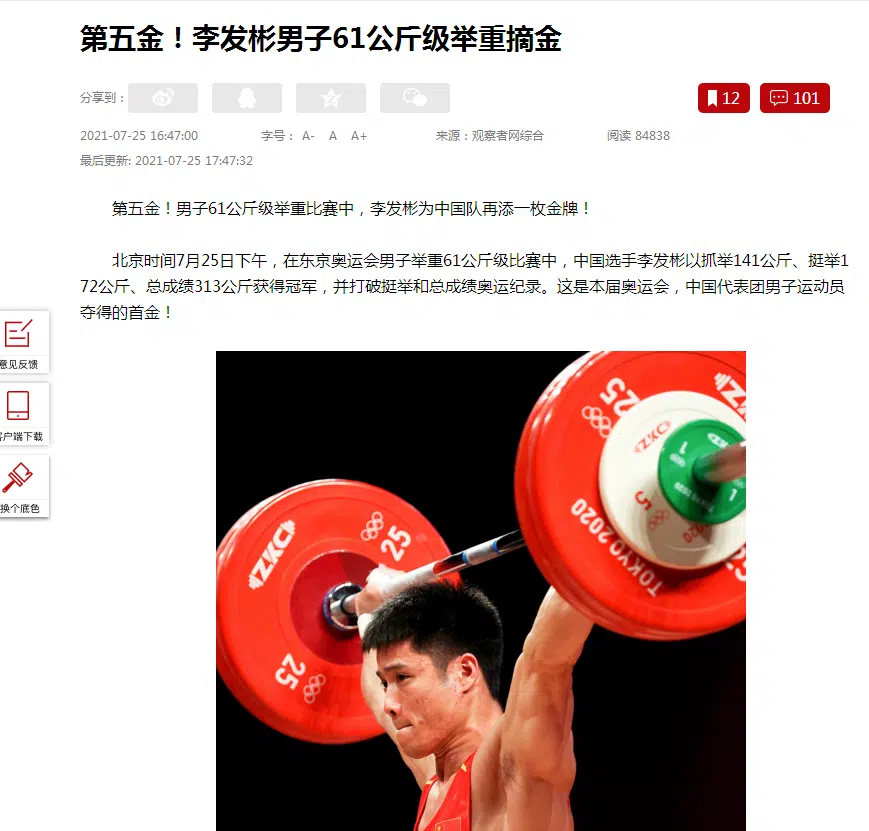 第五金！李发彬男子61公斤级举重摘金
分享到：
12
101
2021-07-25 16:47:00 字号： A- A A+ 来源：观察者网综合 阅读 84838
最后更新: 2021-07-25 17:47:32
第五金！男子61公斤级举重比赛中，李发彬为中国队再添一枚金牌！
北京时间7月25日下午，在东京奥运会男子举重61公斤级比赛中，中国选手李发彬以抓举141公斤、挺举1
72公斤、总成绩313公斤获得冠军，并打破挺举和总成绩奥运纪录。这是本届奥运会，中国代表团男子运动员
夺得的首金！
意见反馈
客户端下载
换个底色
25
ZKC
ZKC
1
1
5
TOKYO 2020
ZKC
25
25